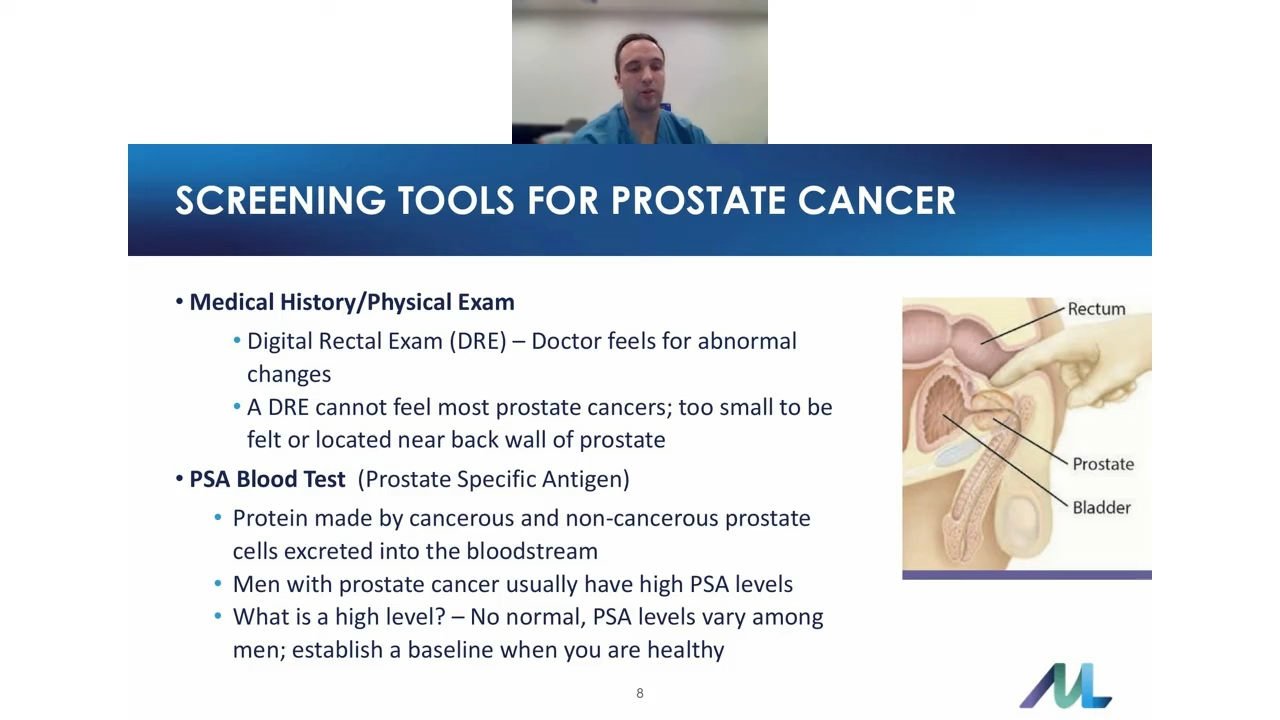 SCREENING TOOLS FOR PROSTATE CANCER
• Medical History/Physical Exam
• Digital Rectal Exam (DRE) – Doctor feels for abnormal
changes
• A DRE cannot feel most prostate cancers; too small to be
felt or located near back wall of prostate
• PSA Blood Test (Prostate Specific Antigen)
• Protein made by cancerous and non-cancerous prostate
cells excreted into the bloodstream
• Men with prostate cancer usually have high PSA levels
• What is a high level? – No normal, PSA levels vary among
men; establish a baseline when you are healthy
Rectum
Prostate
Bladder
8